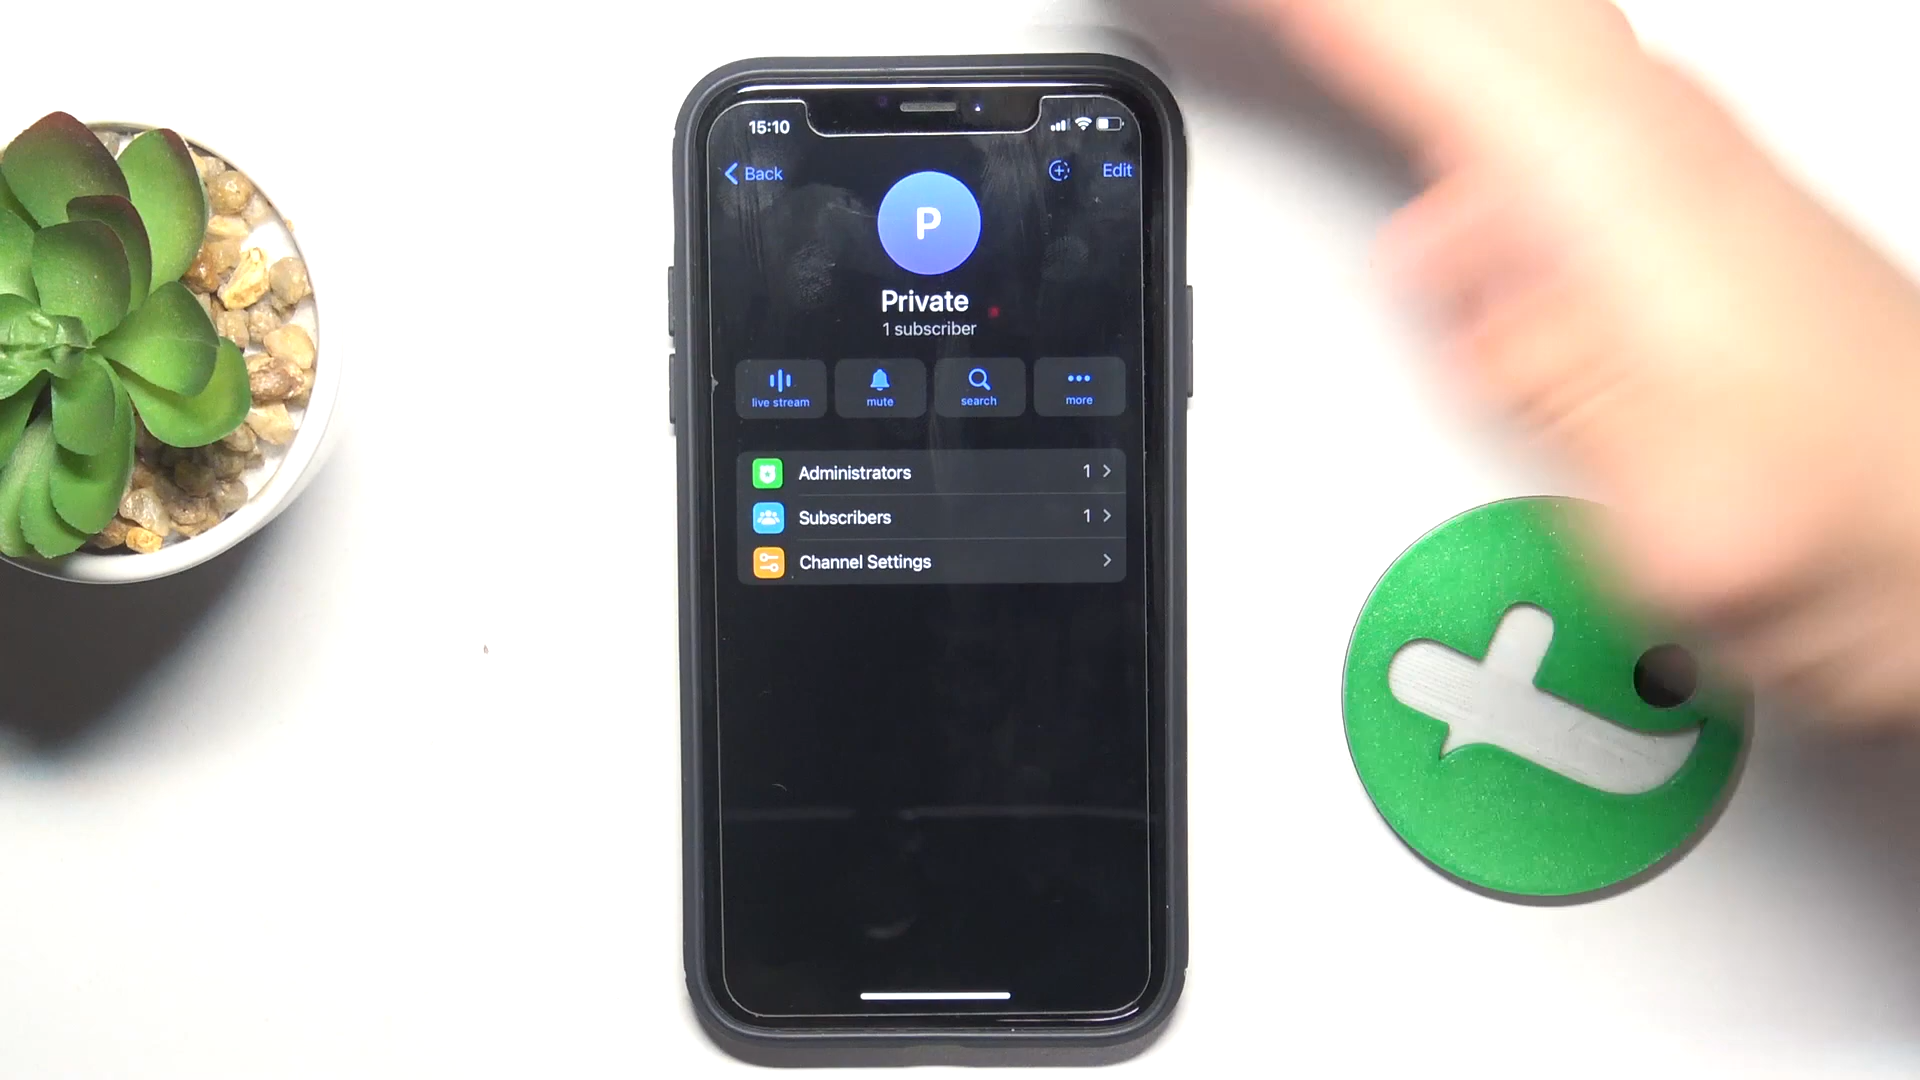 15:10
Back
Edit
P
Private
1 subscriber
live stream
mute
search
more
Administrators 1
Subscribers 1
Channel Settings